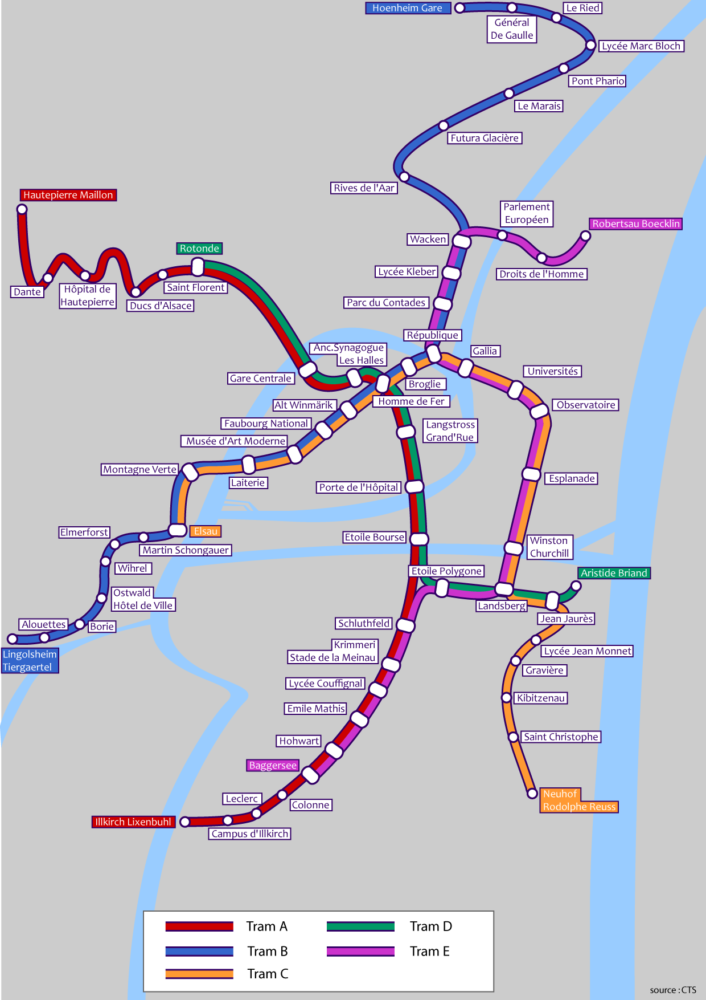 Hoenheim Gare
Le Ried
Général
De Gaulle
Lycée Marc Bloch
Pont Phario
Le Marais
Futura Glacière
Rives de l'Aar
Hautepierre Maillon
Parlement
Européen
Robertsau Boecklin
Wacken
Rotonde
Lycée Kleber
Droits de l'Homme
Dante
Hôpital de
Hautepierre
Saint Florent
Ducs d'Alsace
Parc du Contades
République
Anc.Synagogue
Les Halles
Gallia
Gare Centrale
Universités
Broglie
Homme de Fer
Alt Winmärik
Observatoire
Faubourg National
Langstross
Grand'Rue
Musée d'Art Moderne
Montagne Verte
Laiterie
Esplanade
Porte de l'Hôpital
Elmerforst
Elsau
Etoile Bourse
Winston
Churchill
Martin Schongauer
Wihrel
Etoile Polygone
Aristide Briand
Ostwald
Hôtel de Ville
Landsberg
Jean Jaurès
Alouettes
Borie
Schluthfeld
Lingolsheim
Tiergaertel
Krimmeri
Stade de la Meinau
Lycée Jean Monnet
Gravière
Lycée Couffignal
Kibitzenau
Emile Mathis
Saint Christophe
Hohwart
Baggersee
Neuhof
Rodolphe Reuss
Leclerc
Colonne
Illkirch Lixenbuhl
Campus d'Illkirch
Tram A
Tram D
Tram B
Tram E
Tram C
source : CTS